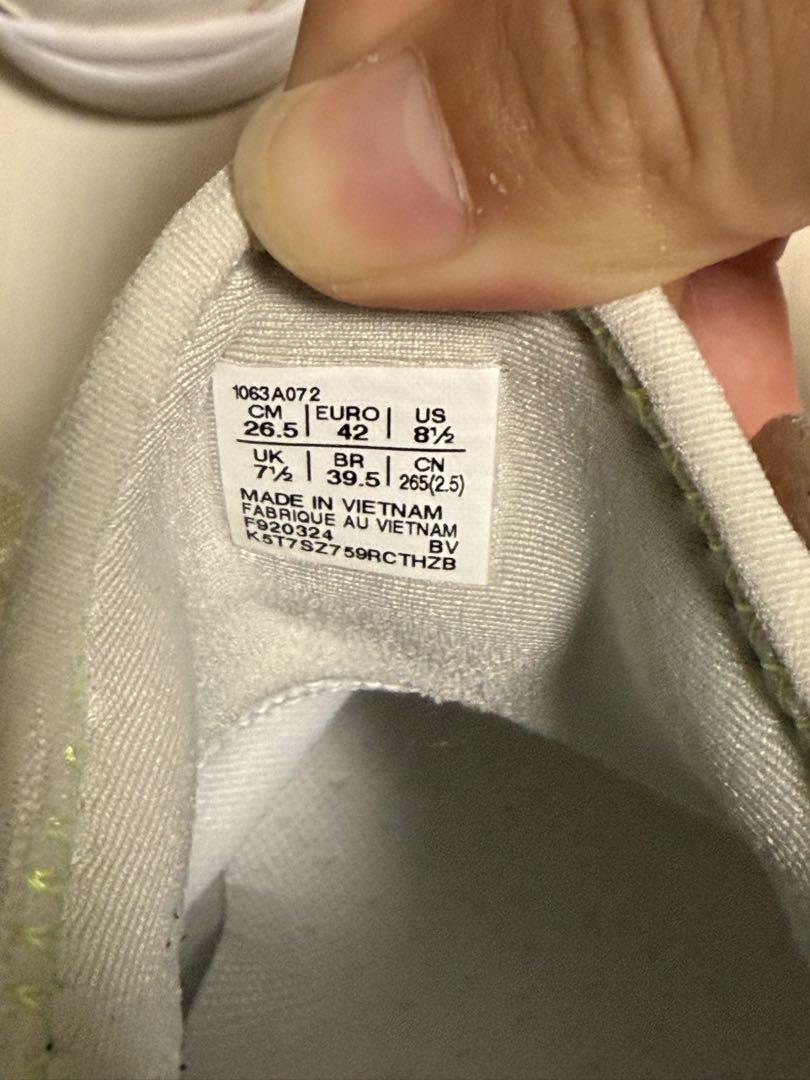 1063A072
CM | EURO | US
26.5 | 42 | 8½
UK | BR | CN
7½ | 39.5 | 265(2.5)
MADE IN VIETNAM
FABRIQUE AU VIETNAM
F920324 BV
K5T7SZ759RCTHZB